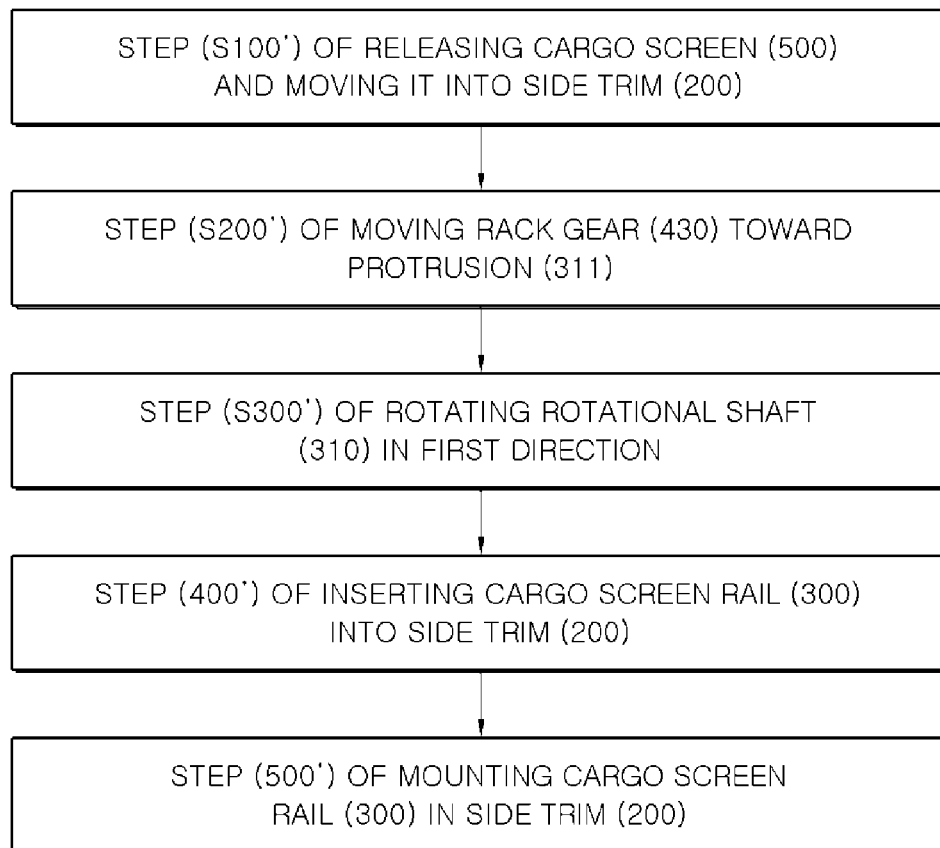 STEP (S100') OF RELEASING CARGO SCREEN (500)
AND MOVING IT INTO SIDE TRIM (200)
STEP (S200') OF MOVING RACK GEAR (430) TOWARD
PROTRUSION (311)
STEP (S300') OF ROTATING ROTATIONAL SHAFT
(310) IN FIRST DIRECTION
STEP (400') OF INSERTING CARGO SCREEN RAIL (300)
INTO SIDE TRIM (200)
STEP (500') OF MOUNTING CARGO SCREEN
RAIL (300) IN SIDE TRIM (200)